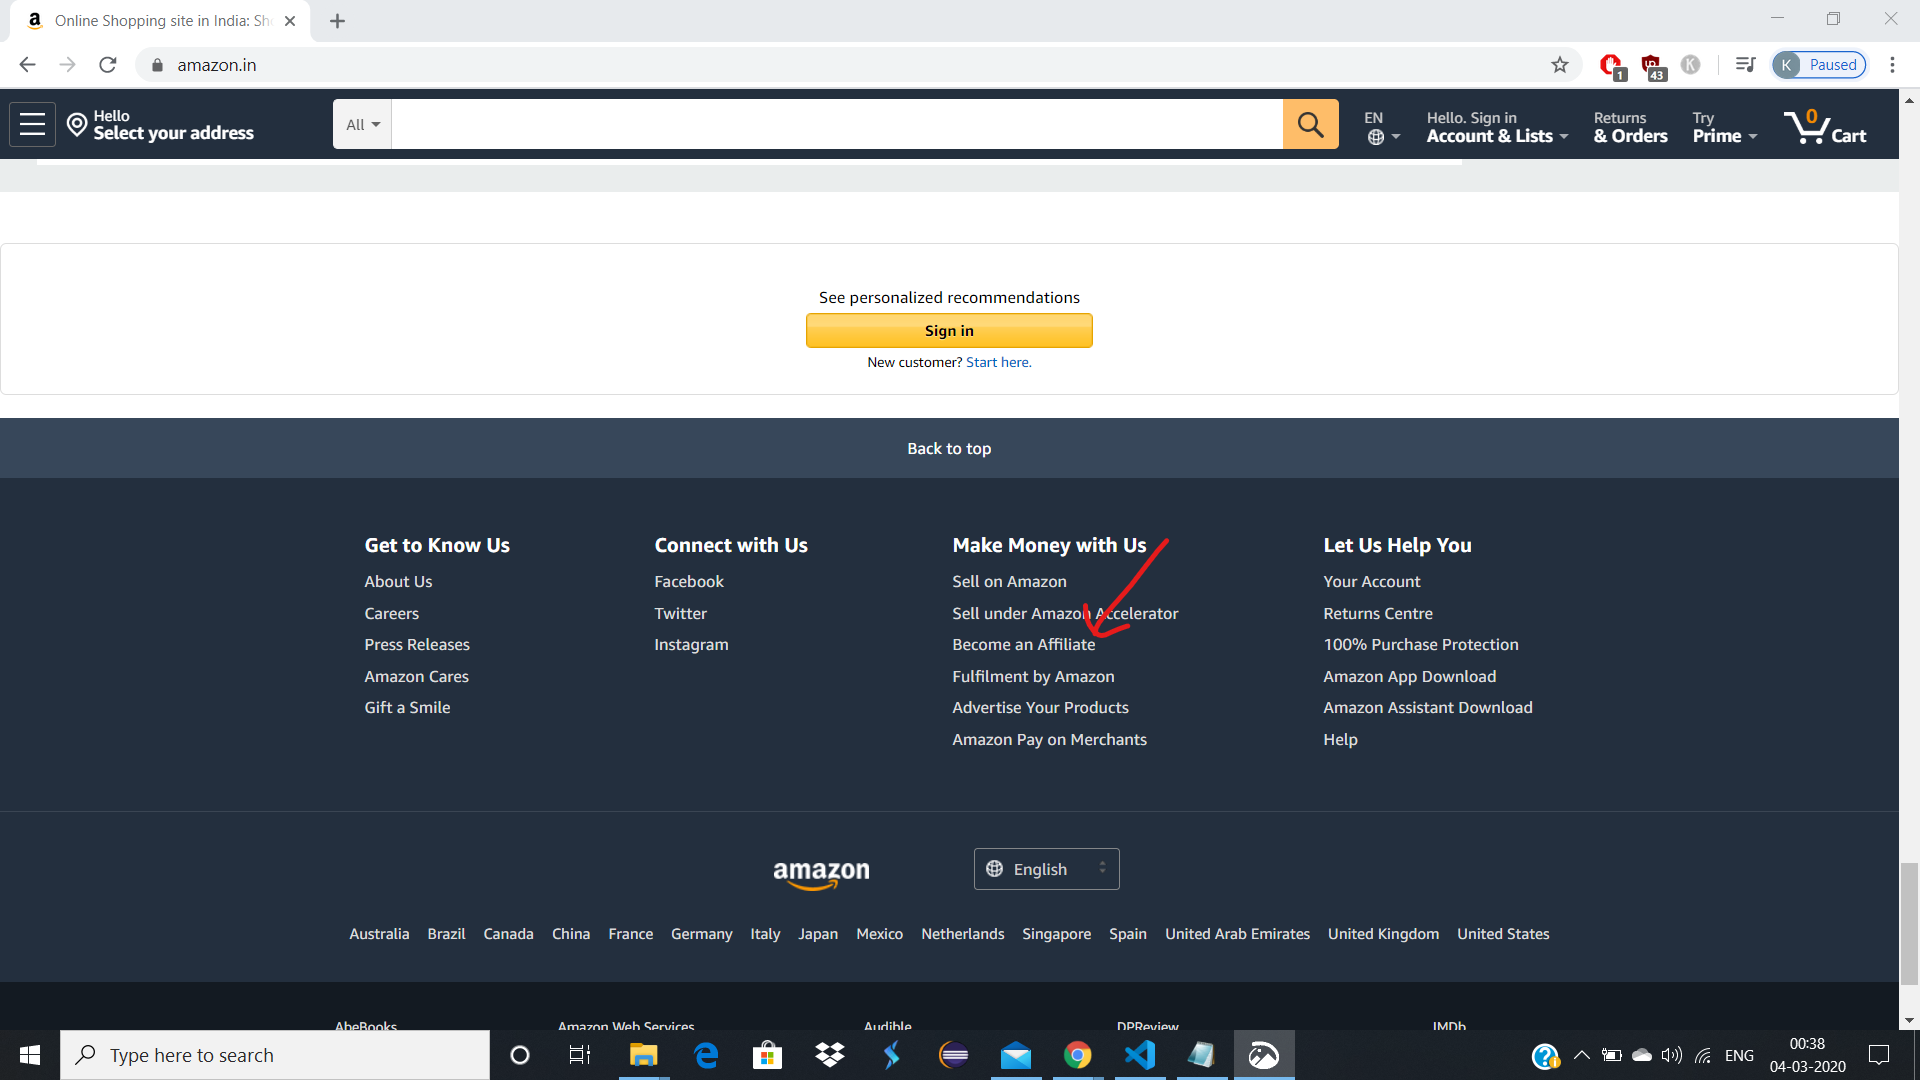 Online Shopping site in India: Sh
amazon.in
1
43
K
K
Paused
Hello
Select your address
All
EN
Hello. Sign in
Account & Lists
Returns
& Orders
Try
Prime
0
Cart
See personalized recommendations
Sign in
New customer? Start here.
Back to top
Get to Know Us
About Us
Careers
Press Releases
Amazon Cares
Gift a Smile
Connect with Us
Facebook
Twitter
Instagram
Make Money with Us
Sell on Amazon
Sell under Amazon Accelerator
Become an Affiliate
Fulfilment by Amazon
Advertise Your Products
Amazon Pay on Merchants
Let Us Help You
Your Account
Returns Centre
100% Purchase Protection
Amazon App Download
Amazon Assistant Download
Help
amazon
English
Australia Brazil Canada China France Germany Italy Japan Mexico Netherlands Singapore Spain United Arab Emirates United Kingdom United States
AbeBooks Amazon Web Services Audible DPReview IMDb
Type here to search
ENG
00:38
04-03-2020